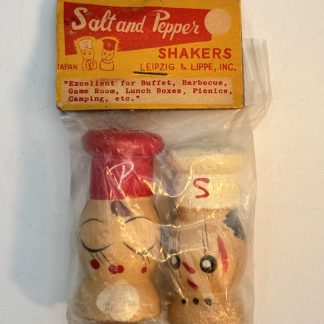 Salt and Pepper
SHAKERS
JAPAN
LEIPZIG & LIPPE, INC.
"Excellent for Buffet, Barbecue,
Game Room, Lunch Boxes, Picnics,
Camping, etc."
S